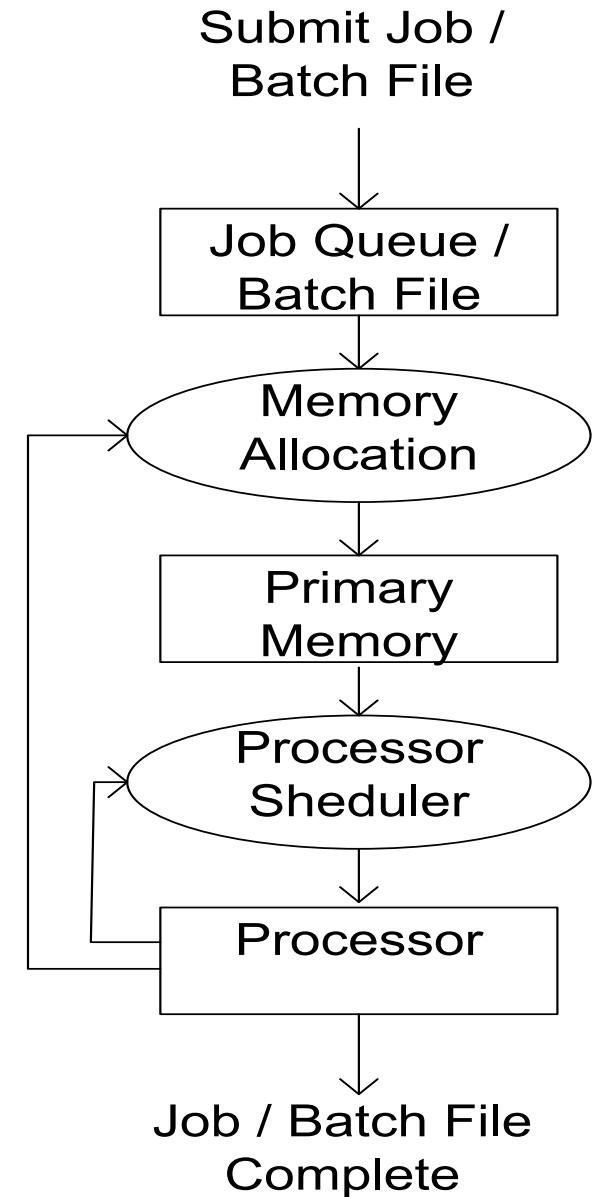 Submit Job /
Batch File
Job Queue /
Batch File
Memory
Allocation
Primary
Memory
Processor
Sheduler
Processor
Job / Batch File
Complete